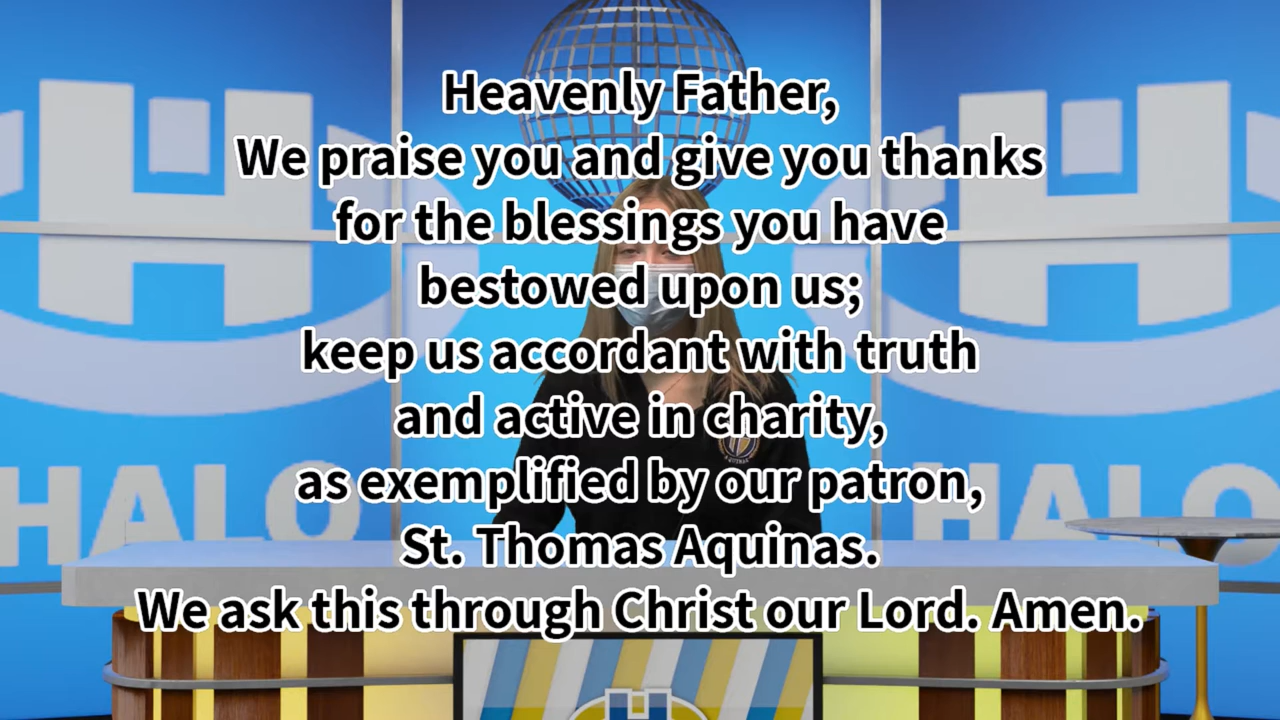 Heavenly Father,
We praise you and give you thanks
for the blessings you have
bestowed upon us;
keep us accordant with truth
and active in charity,
as exemplified by our patron,
St. Thomas Aquinas.
We ask this through Christ our Lord. Amen.
H
H
HALO
HALO
AQUINAS
H